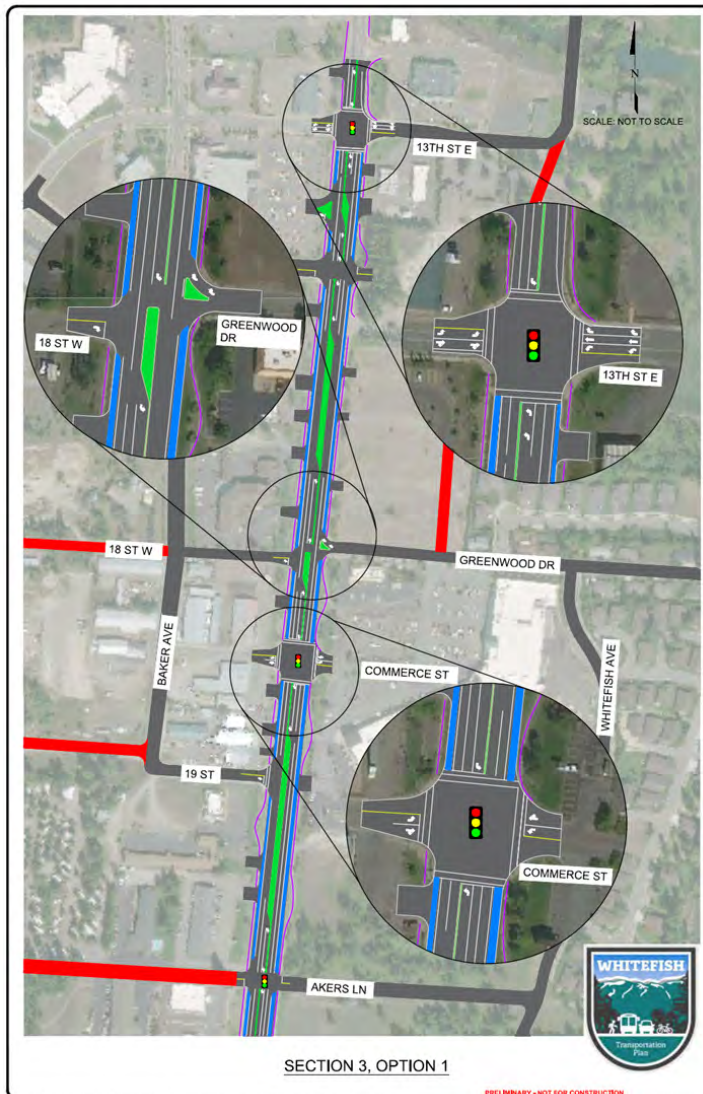 N
SCALE: NOT TO SCALE
13TH ST E
18 ST W
GREENWOOD
DR
13TH ST E
18 ST W
GREENWOOD DR
BAKER AVE
WHITEFISH AVE
COMMERCE ST
19 ST
COMMERCE ST
AKERS LN
WHITEFISH
Transportation
Plan
SECTION 3, OPTION 1
PRELIMINARY - NOT FOR CONSTRUCTION